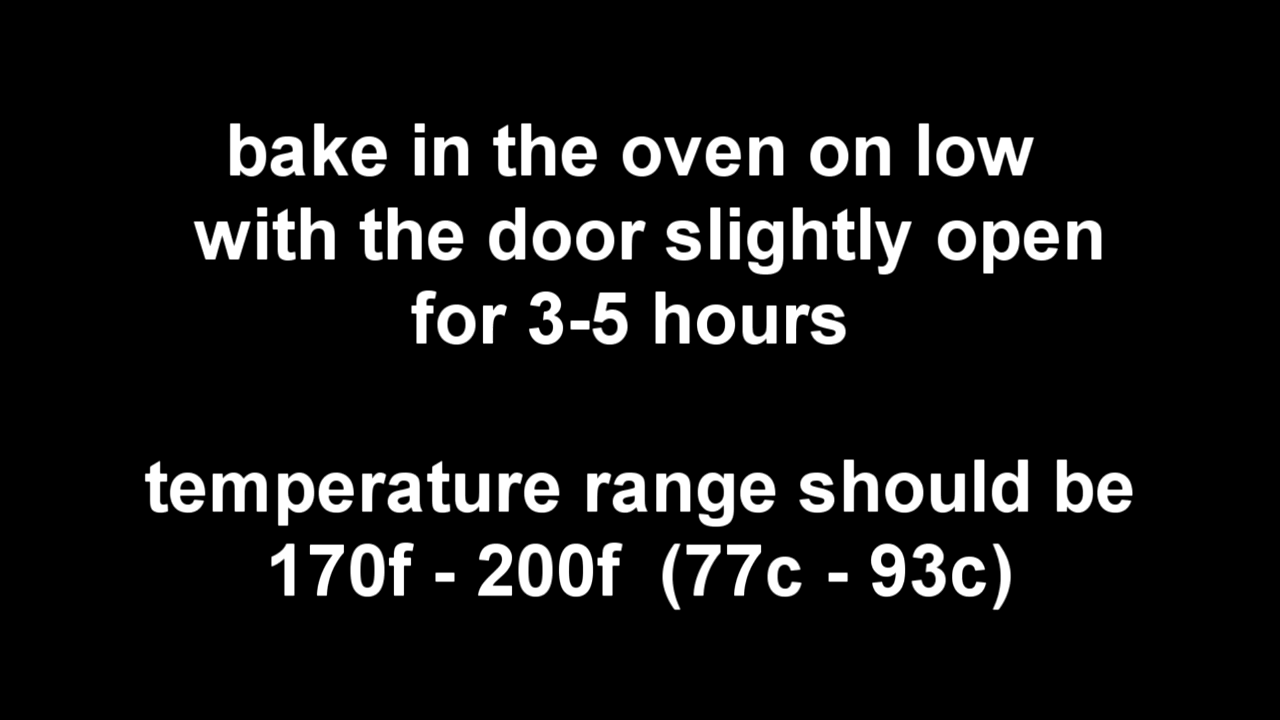 bake in the oven on low
with the door slightly open
for 3-5 hours
temperature range should be
170f - 200f (77c - 93c)